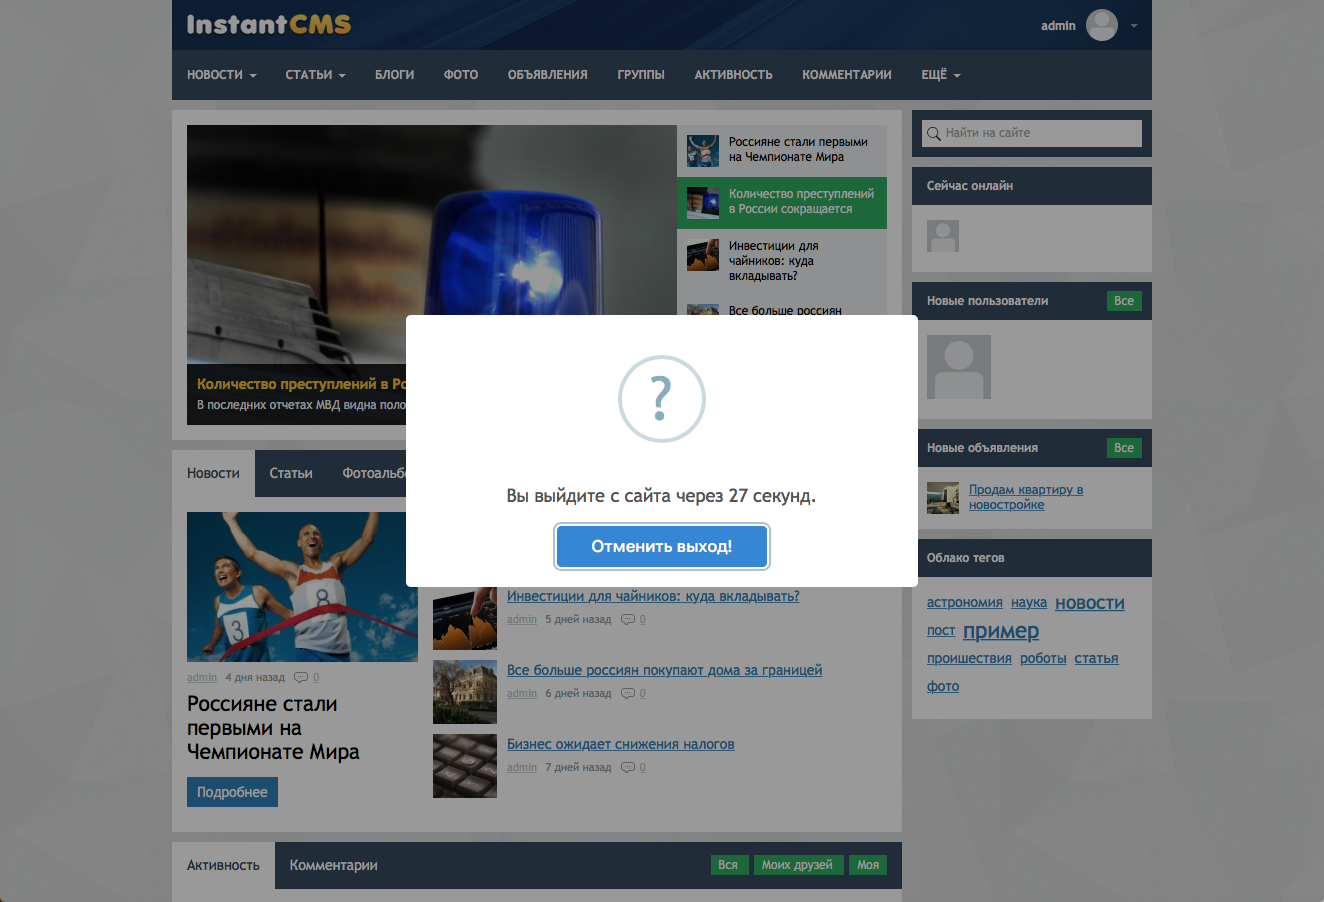 InstantCMS
admin
НОВОСТИ
СТАТЬИ
БЛОГИ
ФОТО
ОБЪЯВЛЕНИЯ
ГРУППЫ
АКТИВНОСТЬ
КОММЕНТАРИИ
ЕЩЁ
Россияне стали первыми
на Чемпионате Мира
Количество преступлений
в России сокращается
Инвестиции для
чайников: куда
вкладывать?
Все больше россиян
Количество преступлений в Ро
В последних отчетах МВД видна поло
Найти на сайте
Сейчас онлайн
Новые пользователи
Все
Новые объявления
Все
Продам квартиру в
новостройке
Облако тегов
астрономия наука новости
пост пример
проишествия роботы статья
фото
?
Вы выйдите с сайта через 27 секунд.
Отменить выход!
Новости
Статьи
Фотоальбо
3
8
admin 4 дня назад 0
Россияне стали
первыми на
Чемпионате Мира
Подробнее
Инвестиции для чайников: куда вкладывать?
admin 5 дней назад 0
Все больше россиян покупают дома за границей
admin 6 дней назад 0
Бизнес ожидает снижения налогов
admin 7 дней назад 0
Активность
Комментарии
Вся
Моих друзей
Моя